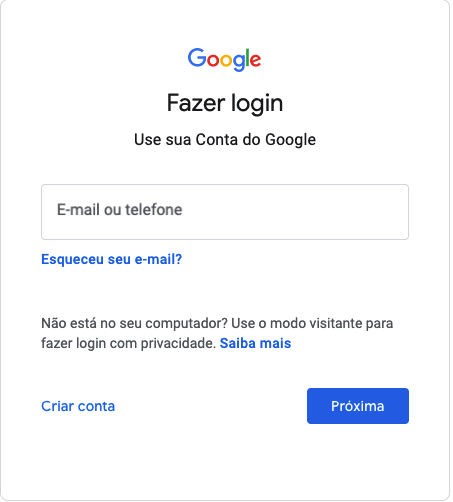 Google
Fazer login
Use sua Conta do Google
E-mail ou telefone
Esqueceu seu e-mail?
Não está no seu computador? Use o modo visitante para
fazer login com privacidade. Saiba mais
Criar conta
Próxima